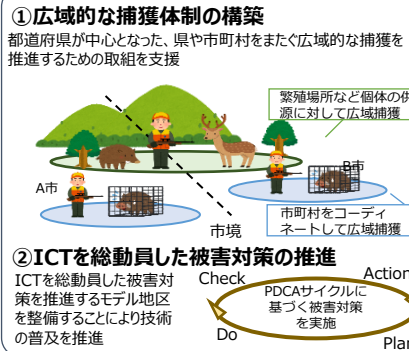 ①広域的な捕獲体制の構築
都道府県が中心となった、県や市町村をまたぐ広域的な捕獲を
推進するための取組を支援
繁殖場所など個体の供
源に対して広域捕獲
A市
B市
市境
市町村をコーディ
ネートして広域捕獲
②ICTを総動員した被害対策の推進
ICTを総動員した被害対
策を推進するモデル地区
を整備することにより技術
の普及を推進
Check
Action
PDCAサイクルに
基づく被害対策
を実施
Do
Plan